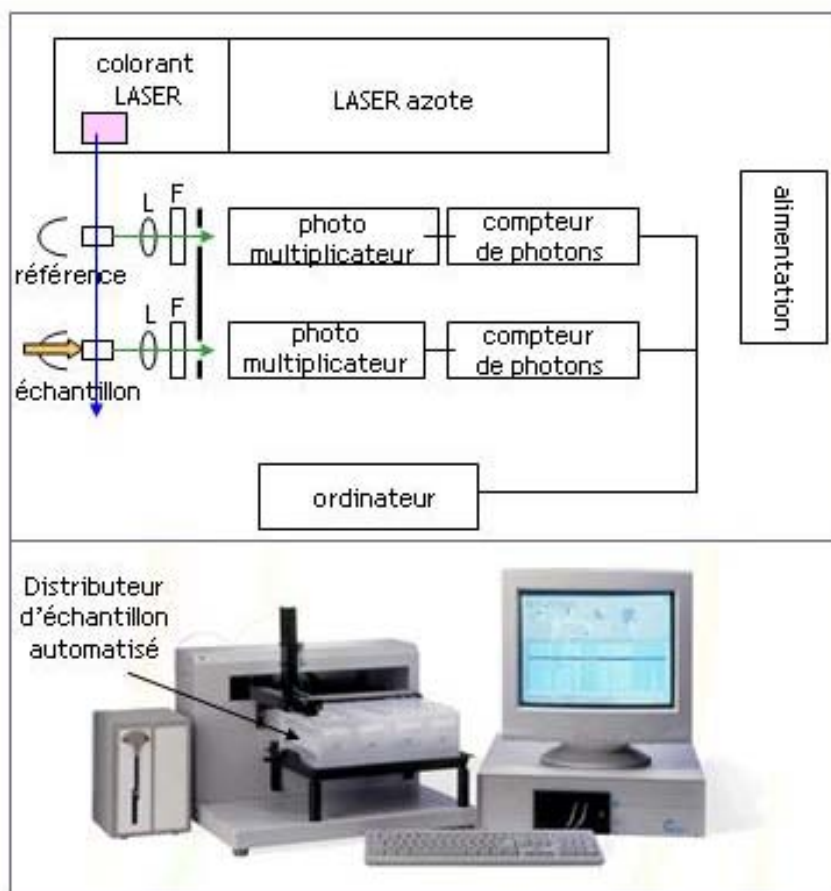 colorant
LASER
LASER azote
L
F
photo
multiplicateur
compteur
de photons
alimentation
référence
L
F
photo
multiplicateur
compteur
de photons
échantillon
ordinateur
Distributeur
d'échantillon
automatisé